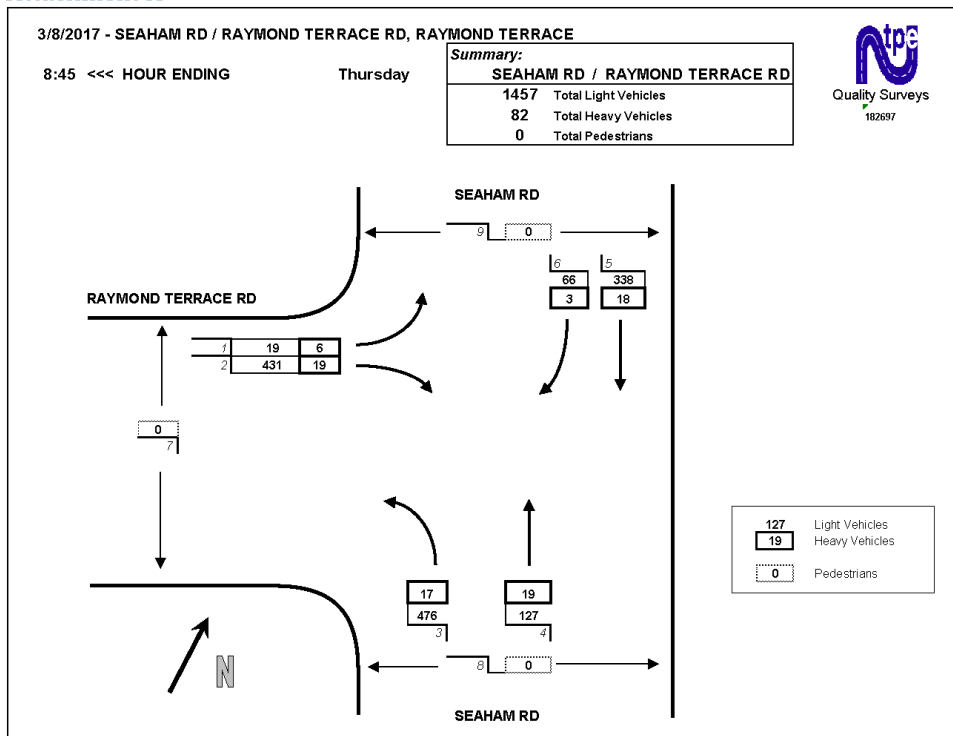 3/8/2017 - SEAHAM RD / RAYMOND TERRACE RD, RAYMOND TERRACE
8:45 <<< HOUR ENDING Thursday
Summary:
SEAHAM RD / RAYMOND TERRACE RD
1457 Total Light Vehicles
82 Total Heavy Vehicles
0 Total Pedestrians
tpe
Quality Surveys
182697
SEAHAM RD
9 0
6 5
66 338
3 18
RAYMOND TERRACE RD
1 19 6
2 431 19
0
7
17 19
476 127
3 4
8 0
SEAHAM RD
N
127 Light Vehicles
19 Heavy Vehicles
0 Pedestrians